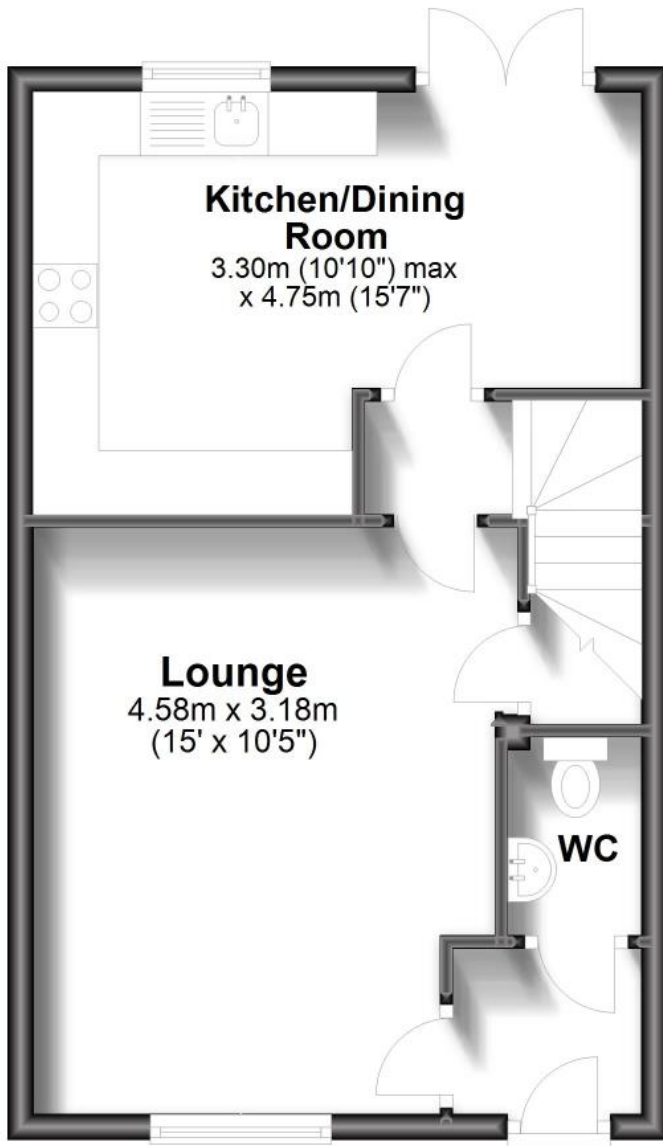 Kitchen/Dining
Room
3.30m (10'10") max
x 4.75m (15'7")
Lounge
4.58m x 3.18m
(15' x 10'5")
WC